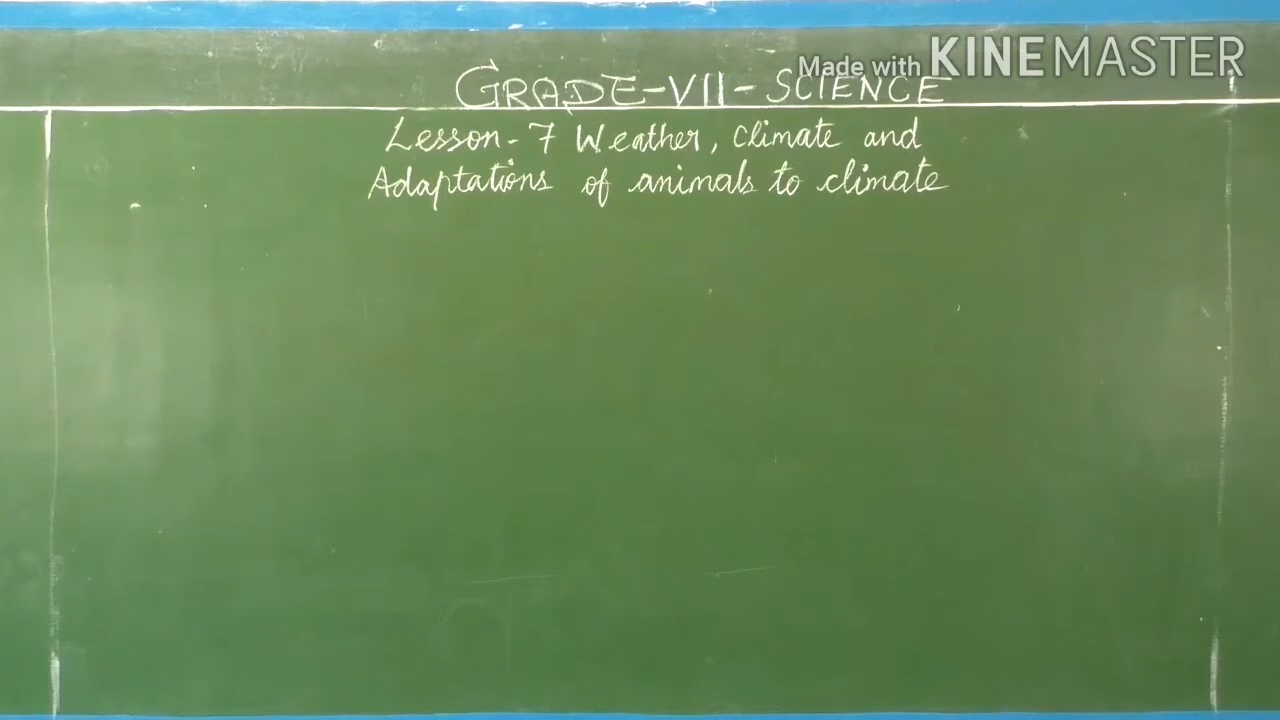 Made with KINEMASTER
GRADE-VII-SCIENCE
Lesson-7 Weather, Climate and
Adaptations of animals to climate